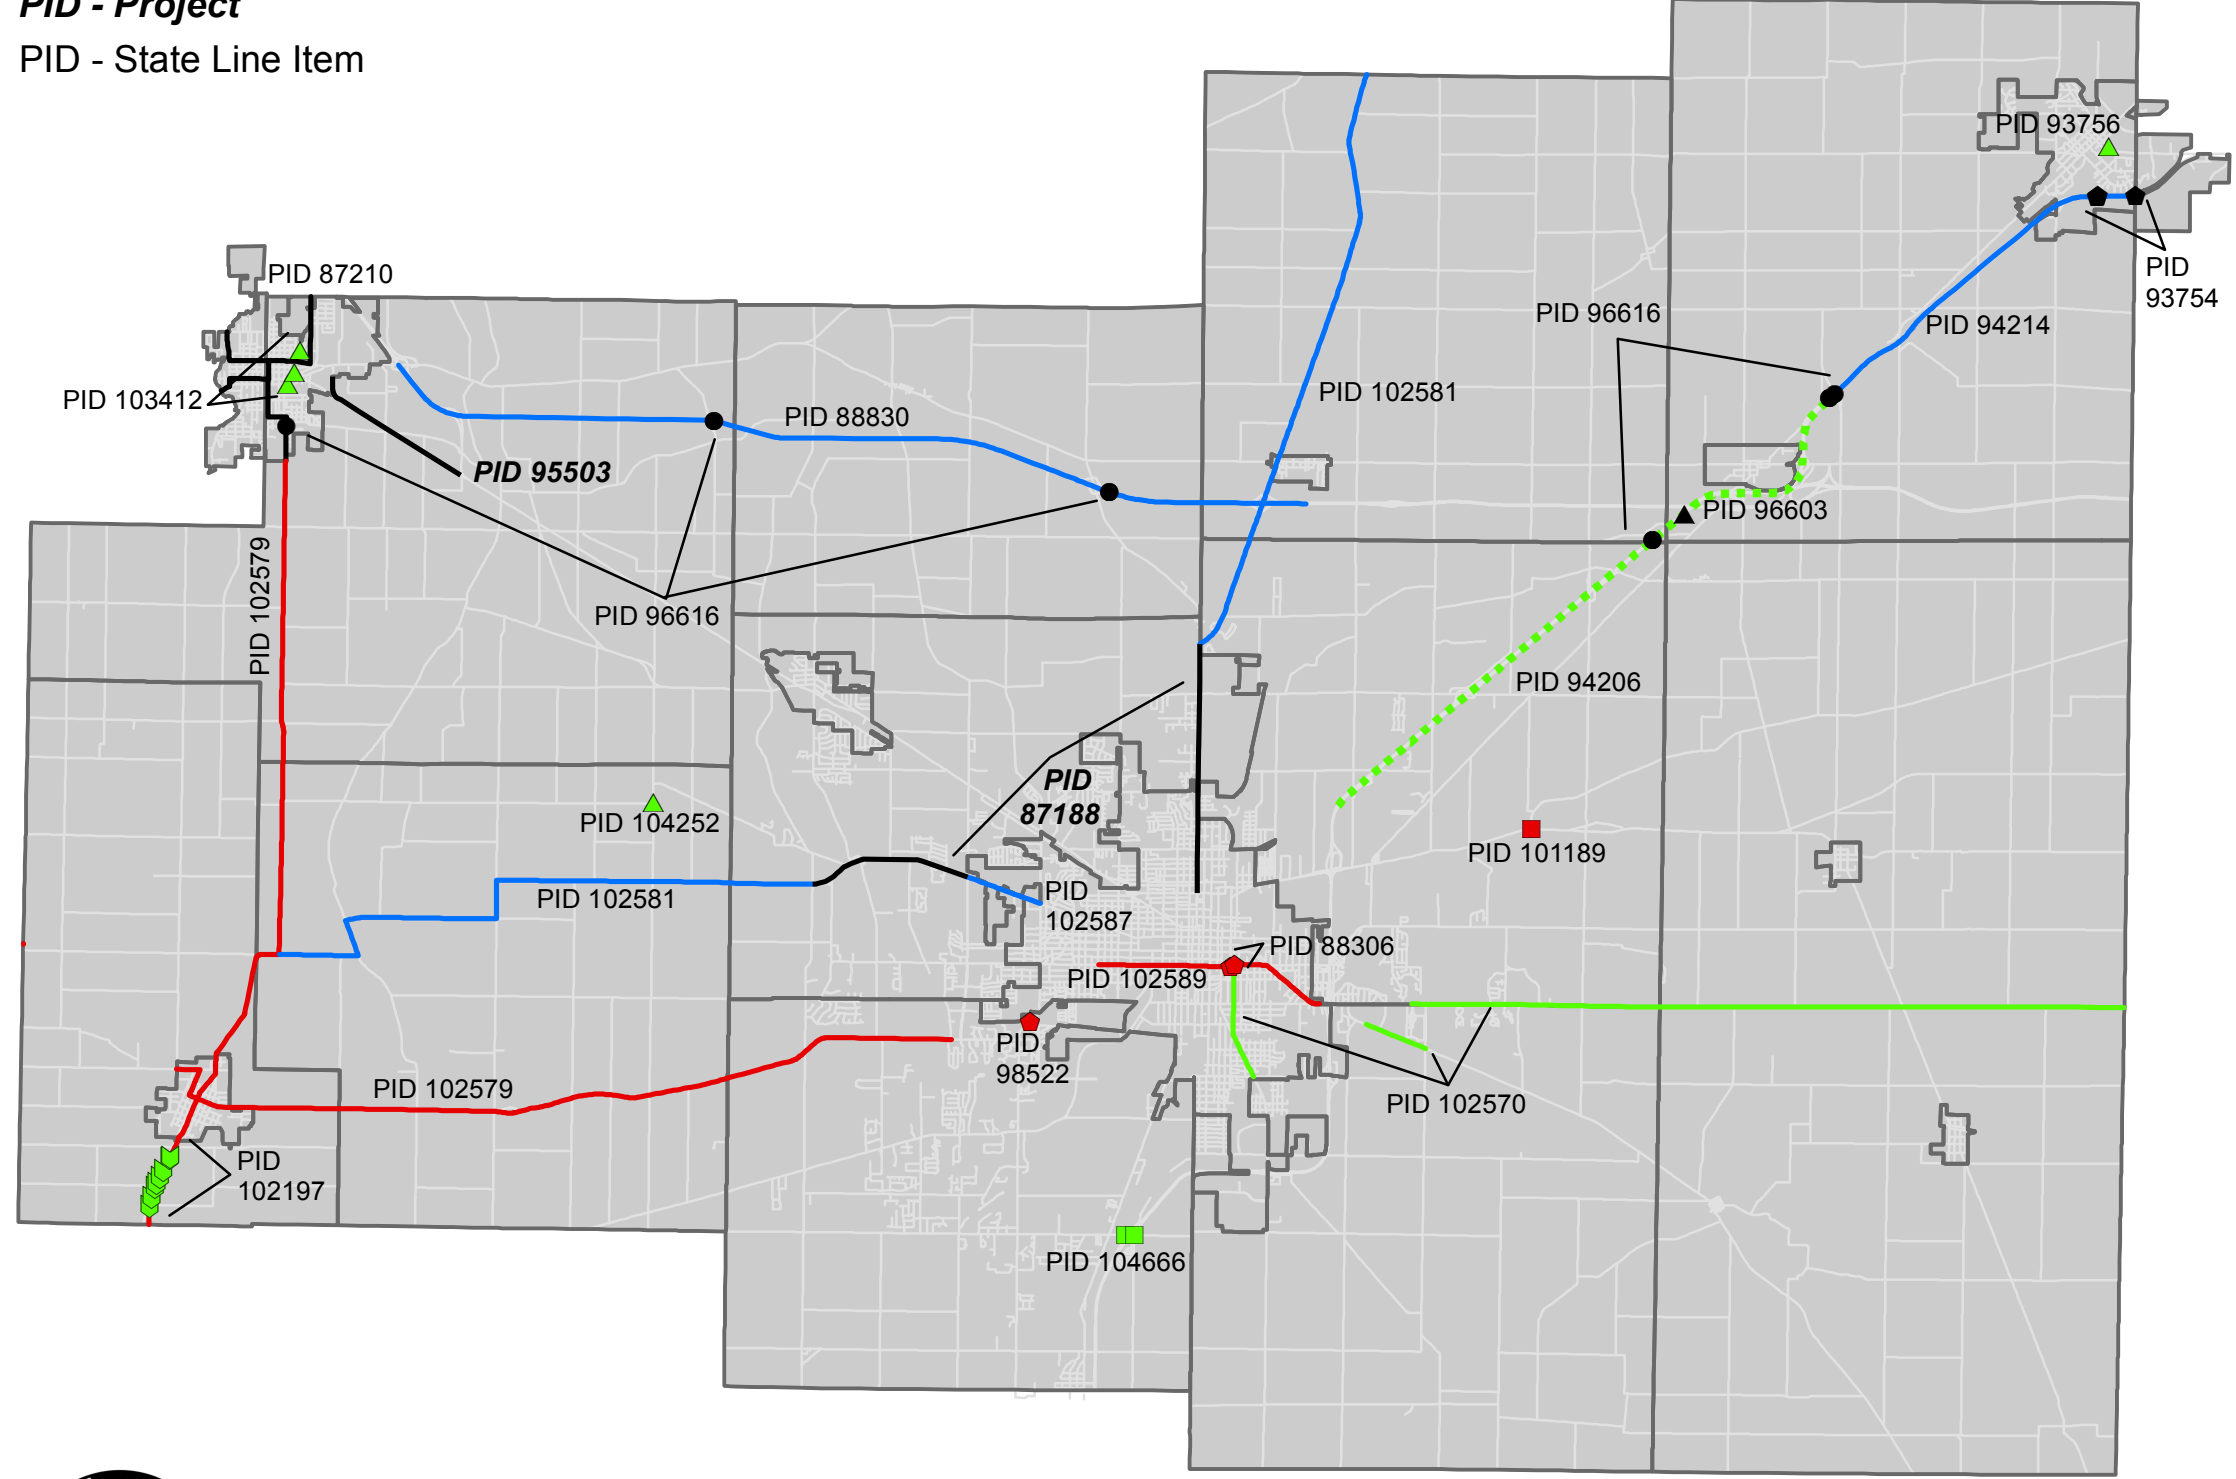 PID - Project
PID - State Line Item
PID 93756
PID 87210
PID
93754
PID 96616
PID 94214
PID 102581
PID 103412
PID 88830
PID 95503
PID 96603
PID 102579
PID 96616
PID 94206
PID
87188
PID 104252
PID 101189
PID 102581
PID
102587
PID 88306
PID 102589
PID
98522
PID 102579
PID 102570
PID
102197
PID 104666